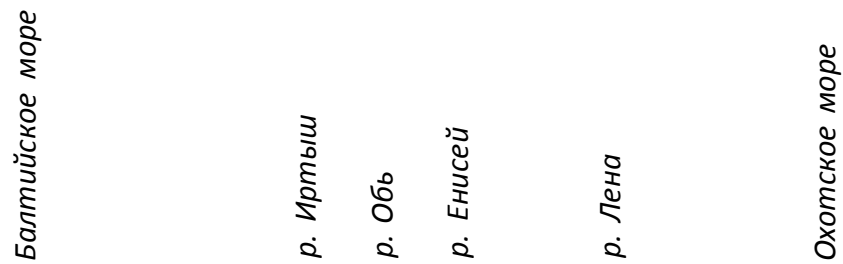 Балтийское море
р. Иртыш
р. Обь
р. Енисей
р. Лена
Охотское море